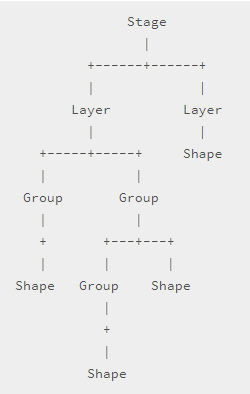 Stage
|
+------+------+
|             |
Layer         Layer
|             |
+-----+-----+         Shape
|           |
Group       Group
|           |
+       +---+---+
|       |       |
Shape   Group    Shape
|
+
|
Shape